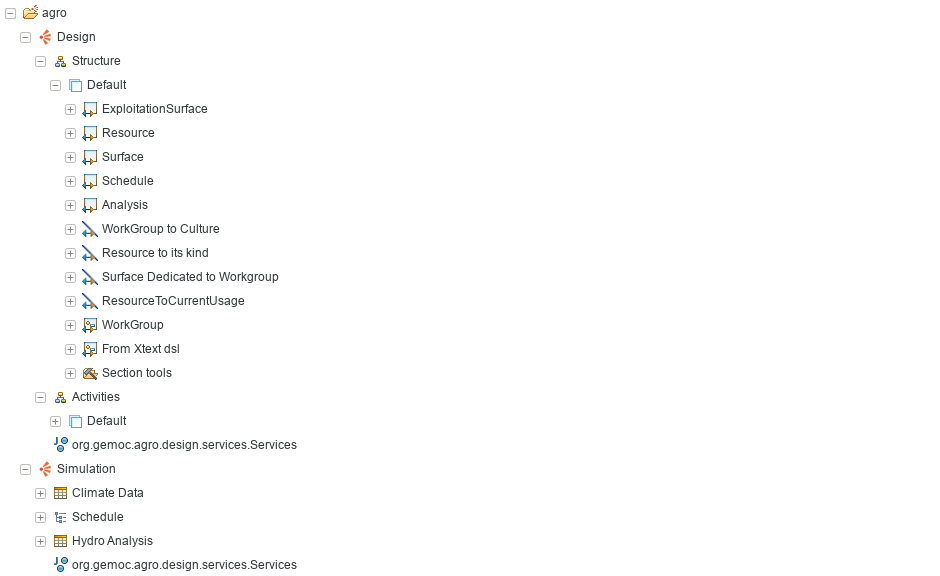 agro
Design
Structure
Default
ExploitationSurface
Resource
Surface
Schedule
Analysis
WorkGroup to Culture
Resource to its kind
Surface Dedicated to Workgroup
ResourceToCurrentUsage
WorkGroup
From Xtext dsl
Section tools
Activities
Default
org.gemoc.agro.design.services.Services
Simulation
Climate Data
Schedule
Hydro Analysis
org.gemoc.agro.design.services.Services